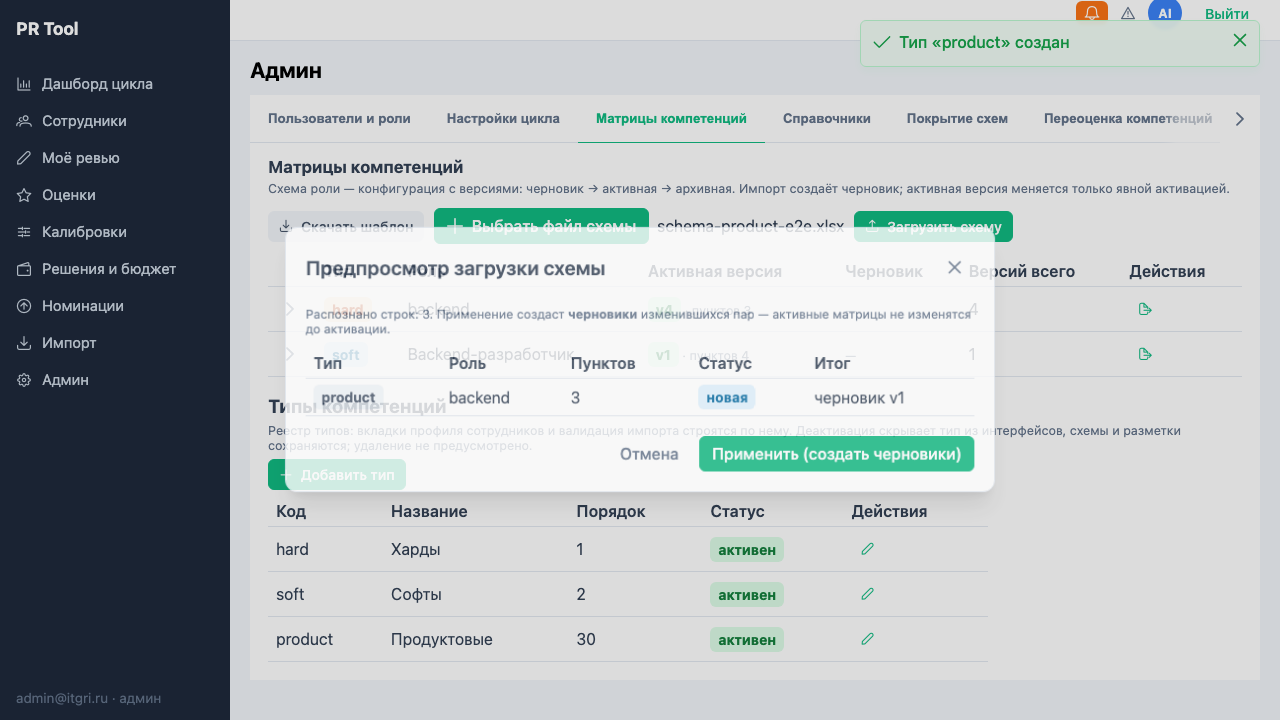 PR Tool
Дашборд цикла
Сотрудники
Моё ревью
Оценки
Калибровки
Решения и бюджет
Номинации
Импорт
Админ
admin@itgri.ru · админ
AI
Выйти
Тип «product» создан
Админ
Пользователи и роли
Настройки цикла
Матрицы компетенций
Справочники
Покрытие схем
Переоценка компетенций
Матрицы компетенций
Схема роли — конфигурация с версиями: черновик → активная → архивная. Импорт создаёт черновик; активная версия меняется только явной активацией.
Скачать шаблон
Выбрать файл схемы
schema-product-e2e.xlsx
Загрузить схему
Активная версия
Черновик
Версий всего
Действия
hard
backend
v4
4
soft
Backend-разработчик
v1 · пунктов 4
—
1
Предпросмотр загрузки схемы
Распознано строк: 3. Применение создаст черновики изменившихся пар — активные матрицы не изменятся
до активации.
Тип Роль Пунктов Статус Итог
product backend 3 новая черновик v1
Отмена
Применить (создать черновики)
Типы компетенций
Реестр типов: вкладки профиля сотрудников и валидация импорта строятся по нему. Деактивация скрывает тип из интерфейсов, схемы и разметки
сохраняются; удаление не предусмотрено.
Добавить тип
Код Название Порядок Статус Действия
hard Харды 1 активен
soft Софты 2 активен
product Продуктовые 30 активен